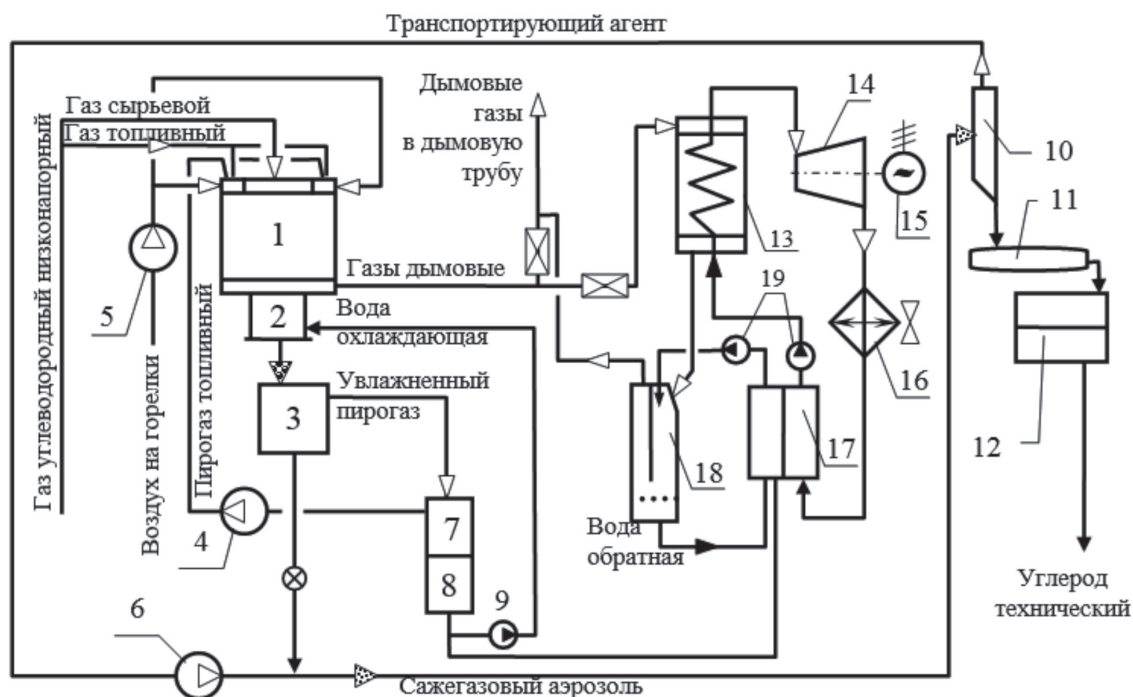 Транспортирующий агент
Газ сырьевой
Газ топливный
Дымовые
газы
в дымовую
трубу
14
10
15
11
13
1
Газы дымовые
5
2
Вода
охлаждающая
19
16
12
Газ углеводородный низконапорный
Воздух на горелки
Пирогаз топливный
3
Увлажненный
пирогаз
17
18
4
7
8
9
Вода
обратная
Углерод
технический
6
Сажегазовый аэрозоль